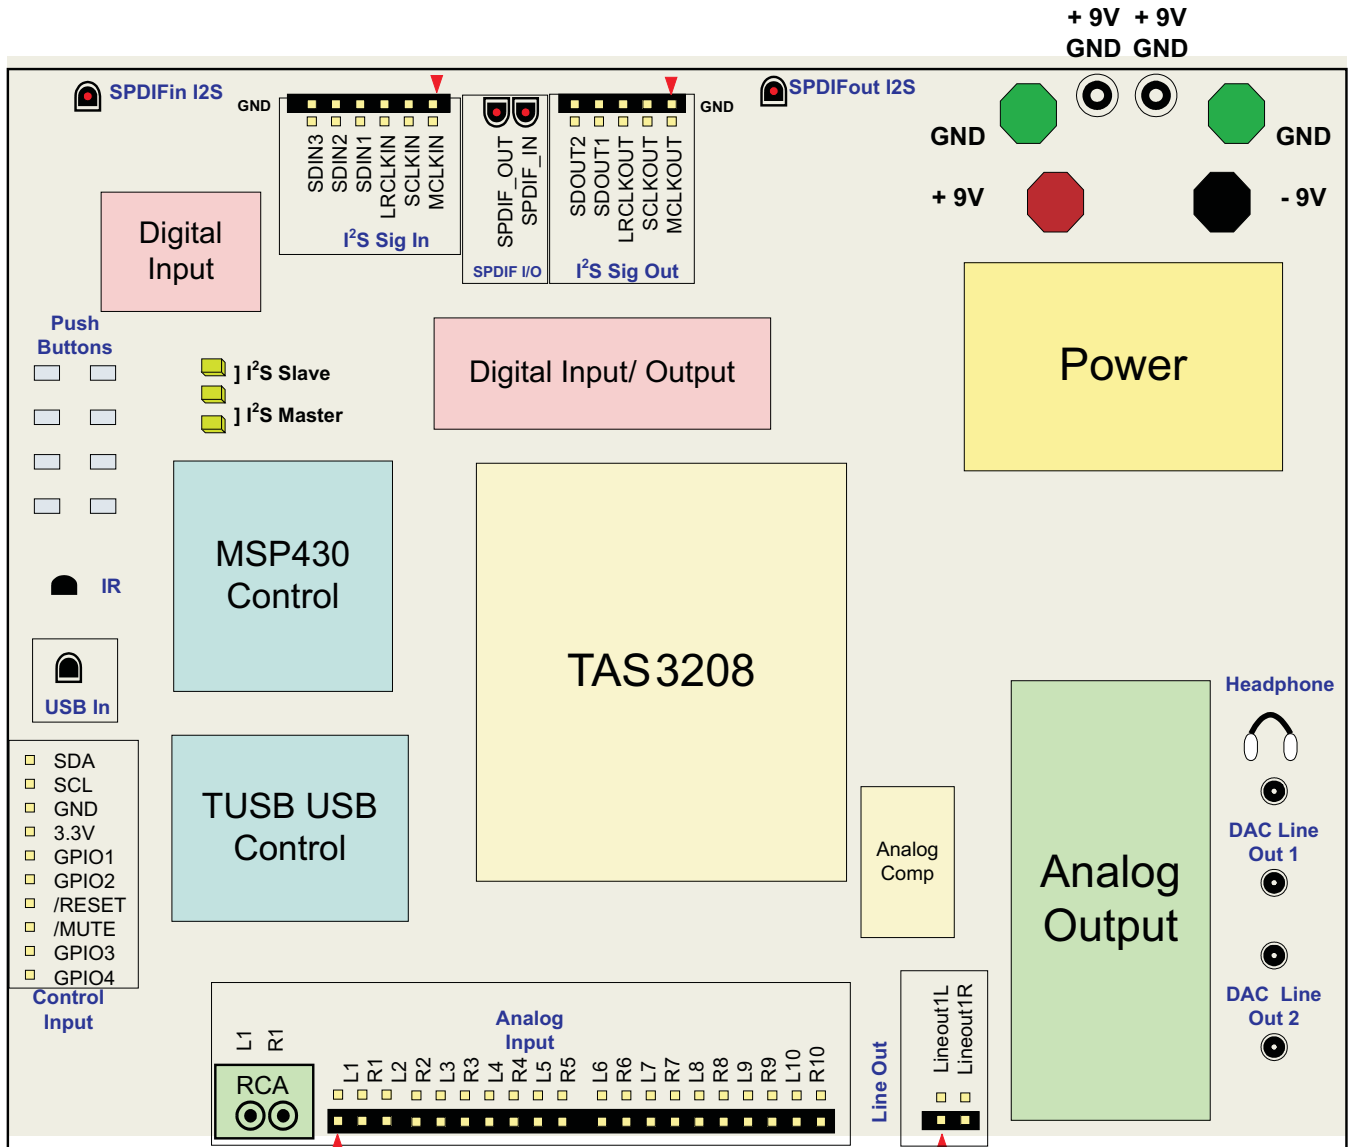 + 9V + 9V
GND GND
SPDIFin I2S
GND
GND
SPDIFout I2S
GND
GND
+ 9V
- 9V
SDIN3
SDIN2
SDIN1
LRCLKIN
SCLKIN
MCLKIN
I²S Sig In
SPDIF_OUT
SPDIF_IN
SPDIF I/O
SDOUT2
SDOUT1
LRCLKOUT
SCLKOUT
MCLKOUT
I²S Sig Out
Digital
Input
Push
Buttons
] I²S Slave
] I²S Master
Digital Input/ Output
Power
MSP430
Control
TAS3208
IR
USB In
SDA
SCL
GND
3.3V
GPIO1
GPIO2
/RESET
/MUTE
GPIO3
GPIO4
Control
Input
TUSB USB
Control
Analog
Comp
Analog
Output
Headphone
DAC Line
Out 1
DAC Line
Out 2
L1
R1
RCA
Analog
Input
L1
R1
L2
R2
L3
R3
L4
R4
L5
R5
L6
R6
L7
R7
L8
R8
L9
R9
L10
R10
Line Out
Lineout1L
Lineout1R